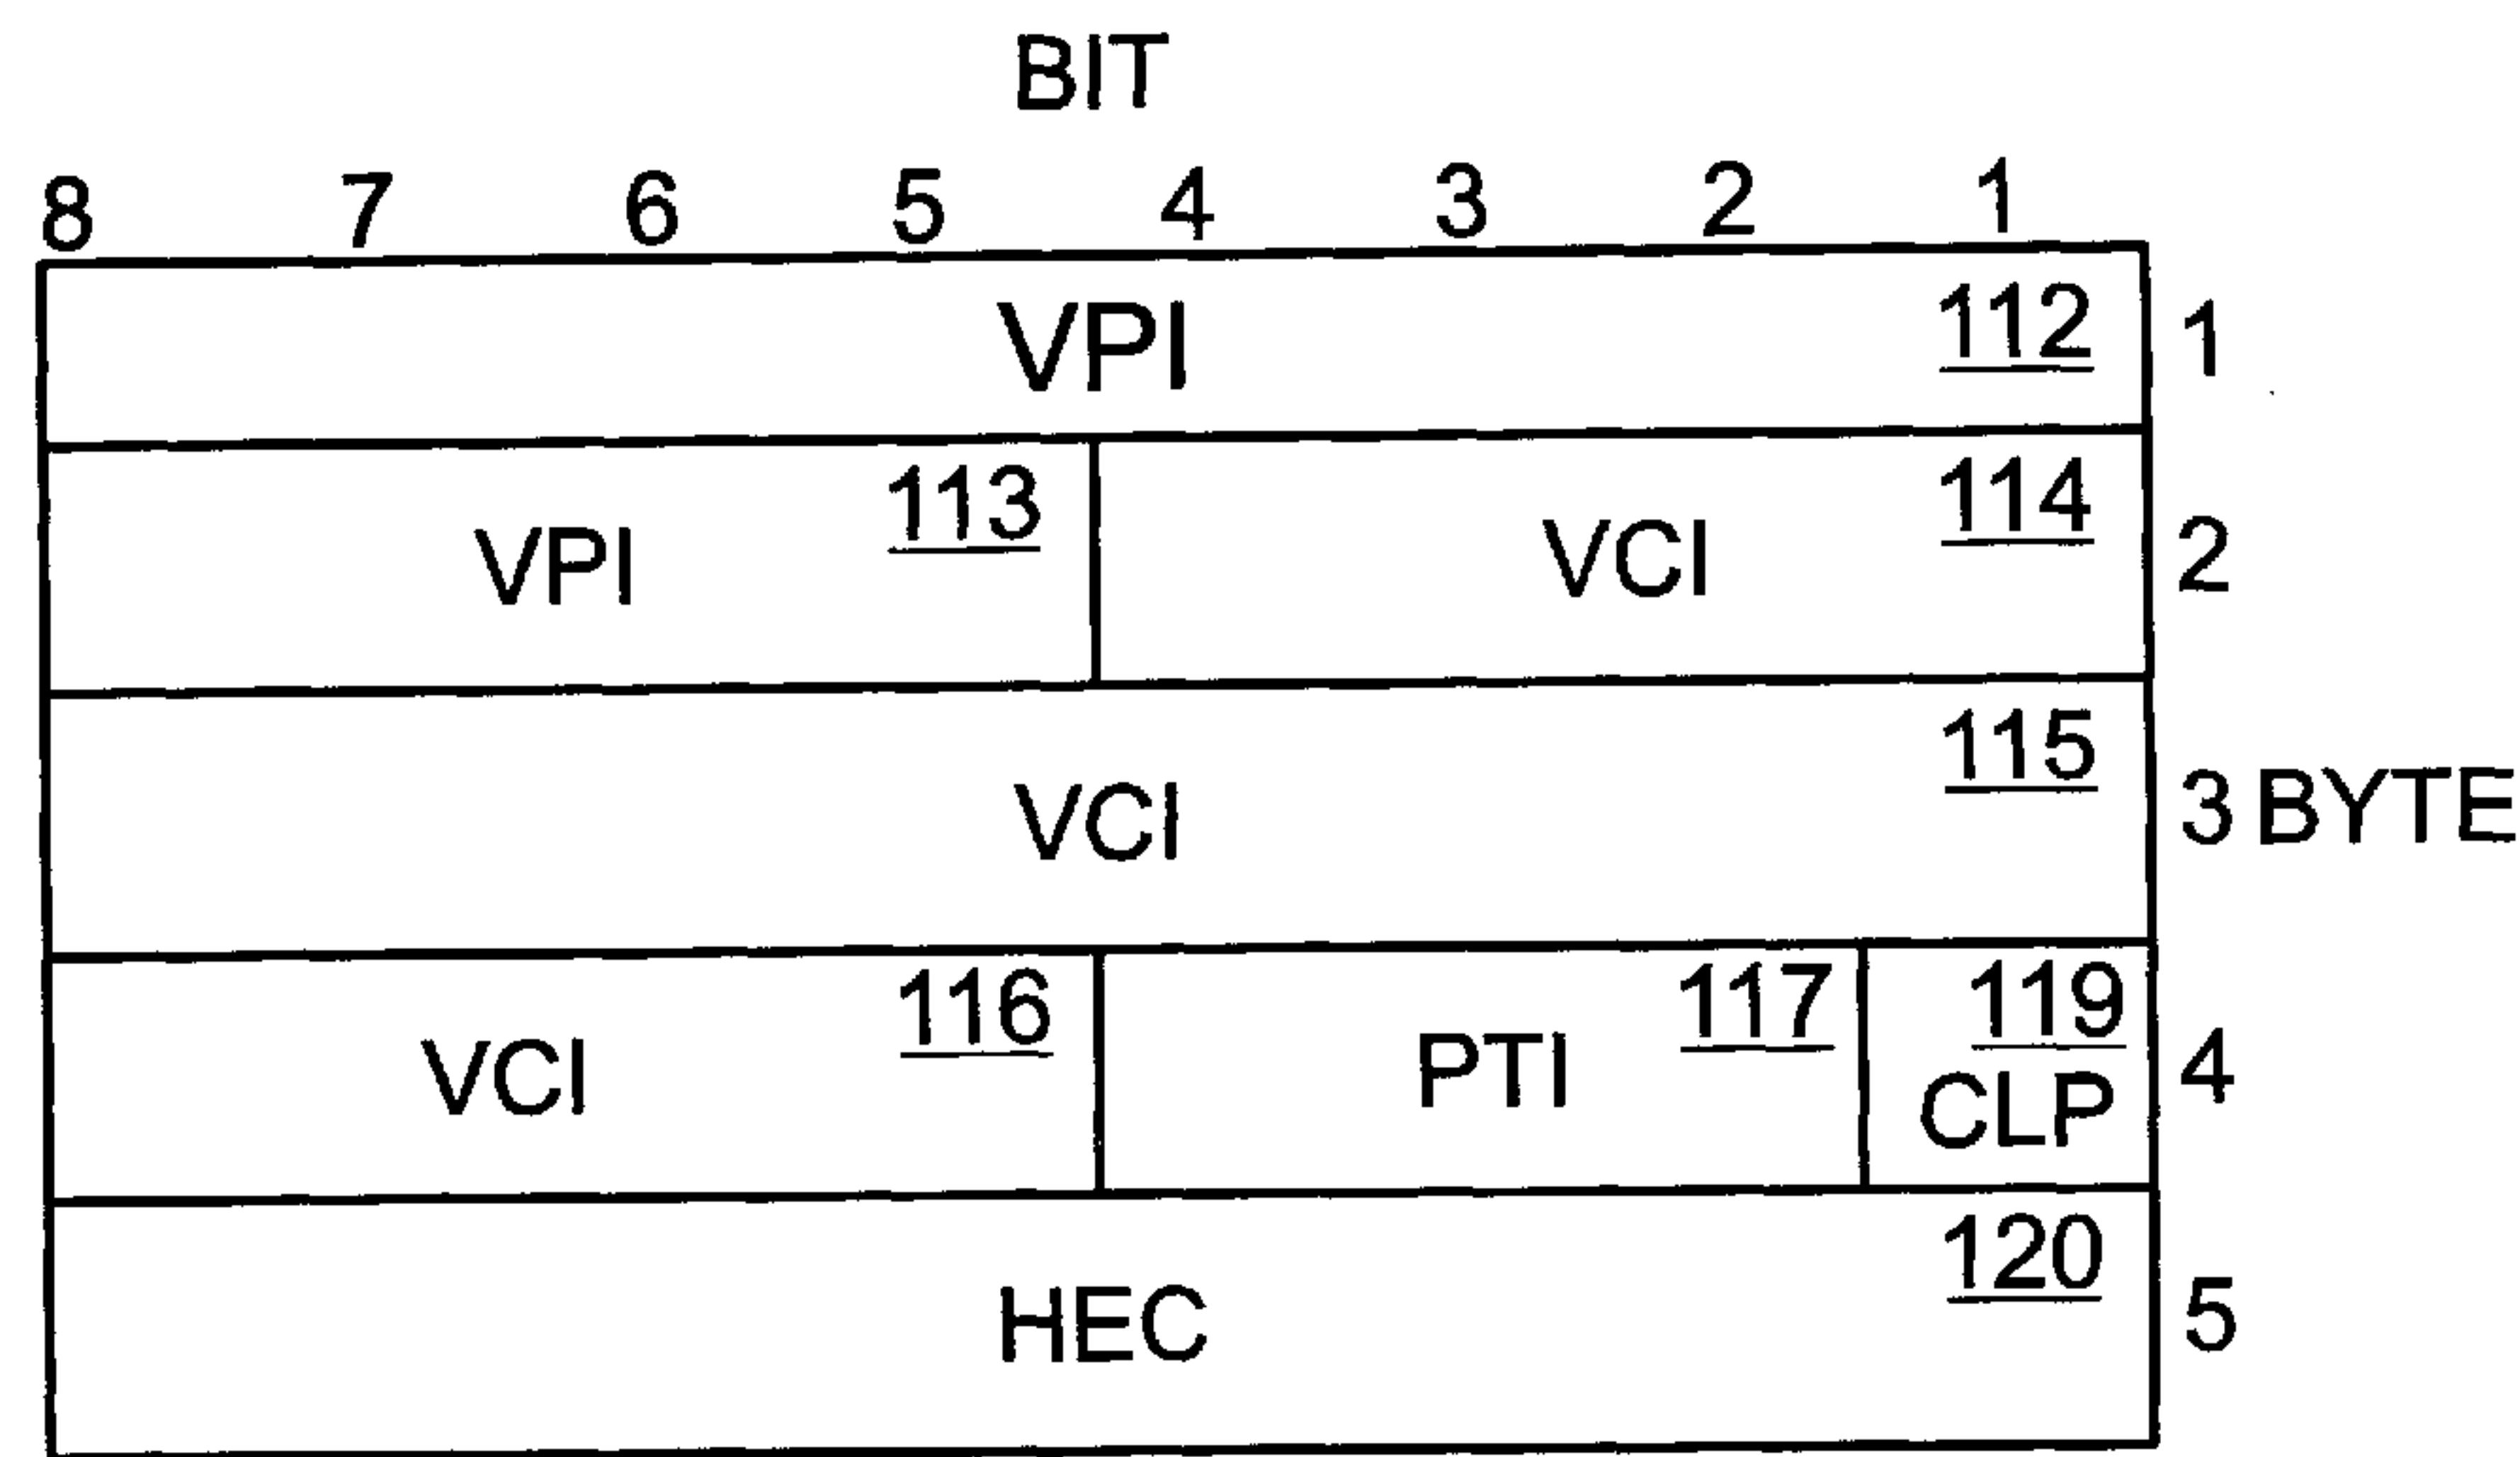 BIT
8 7 6 5 4 3 2 1
VPI 112 1
VPI 113 VCI 114 2
VCI 115 3 BYTE
VCI 116 PTI 117 CLP 119 4
HEC 120 5